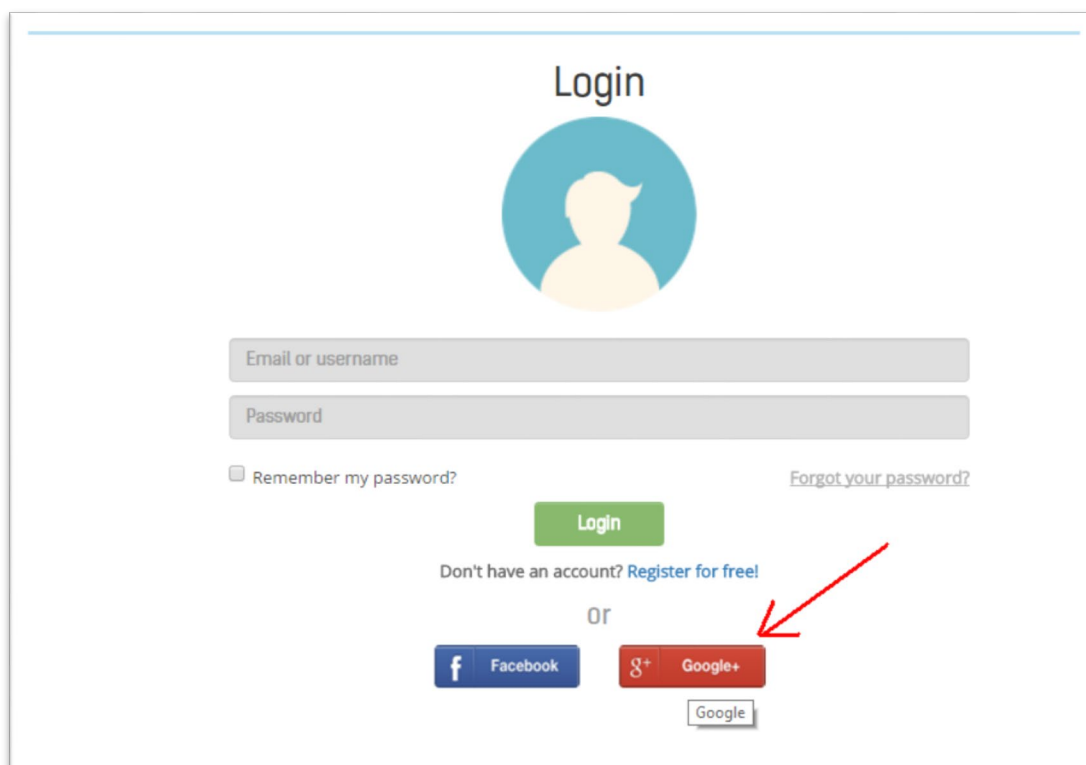 Login
Email or username
Password
Remember my password? Forgot your password?
Login
Don't have an account? Register for free!
or
f Facebook g+ Google+
Google